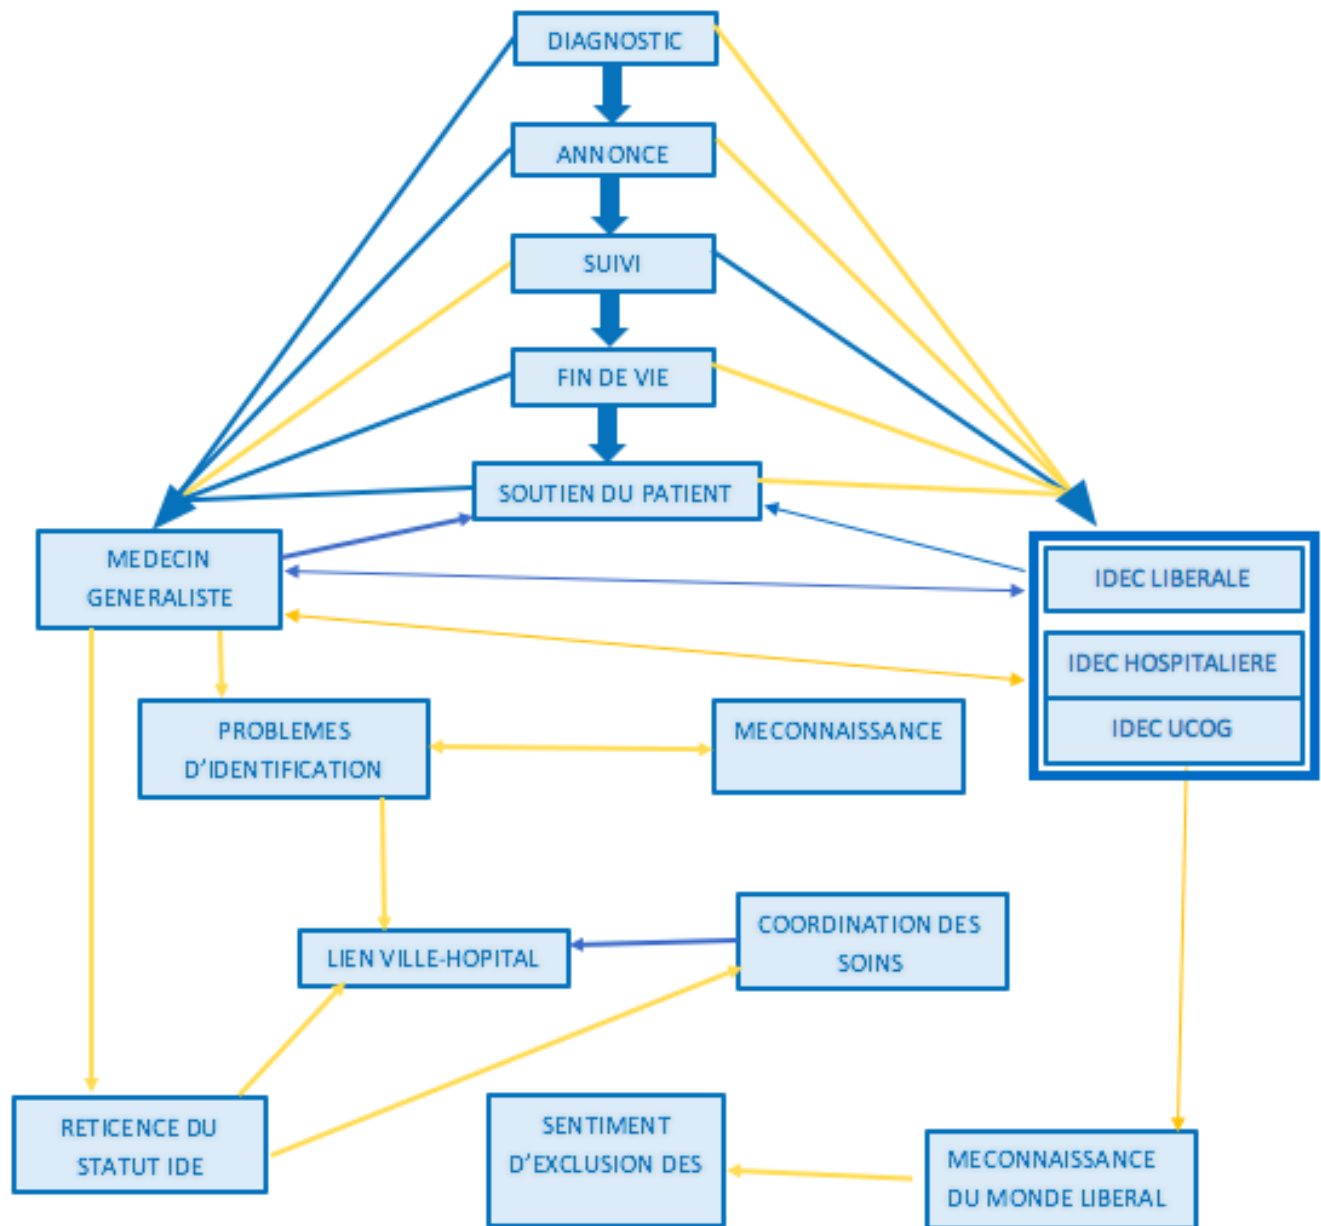 DIAGNOSTIC
ANNONCE
SUIVI
FIN DE VIE
SOUTIEN DU PATIENT
MEDECIN
GENERALISTE
IDEC LIBERALE
IDEC HOSPITALIERE
IDEC UCOG
PROBLEMES
D'IDENTIFICATION
MECONNAISSANCE
COORDINATION DES
SOINS
LIEN VILLE-HOPITAL
RETICENCE DU
STATUT IDE
SENTIMENT
D'EXCLUSION DES
MECONNAISSANCE
DU MONDE LIBERAL